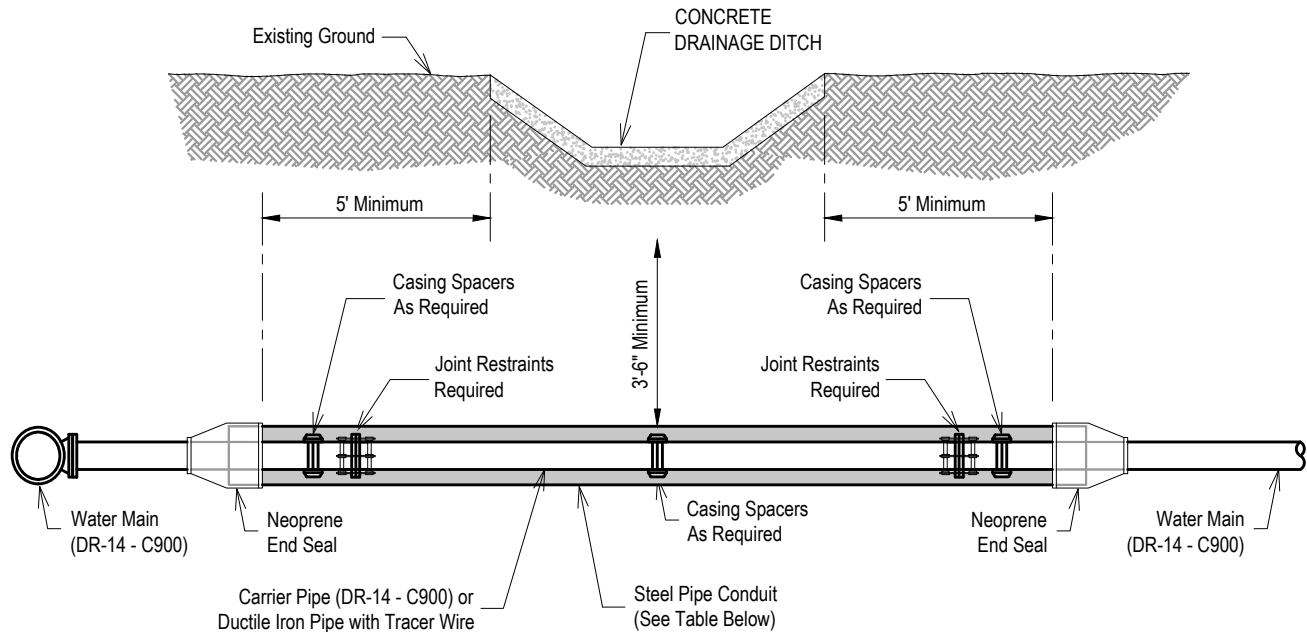 CONCRETE
DRAINAGE DITCH
Existing Ground
5' Minimum
5' Minimum
3'-6" Minimum
Casing Spacers
As Required
Casing Spacers
As Required
Joint Restraints
Required
Joint Restraints
Required
Water Main
(DR-14 - C900)
Neoprene
End Seal
Casing Spacers
As Required
Neoprene
End Seal
Water Main
(DR-14 - C900)
Carrier Pipe (DR-14 - C900) or
Ductile Iron Pipe with Tracer Wire
Steel Pipe Conduit
(See Table Below)